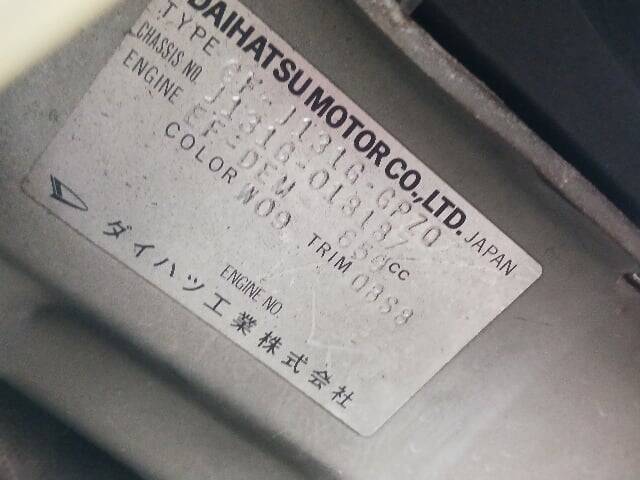 DAIHATSU MOTOR CO.,LTD. JAPAN
TYPE GF-J131G-GPZQ
CHASSIS NO. J131G-013187
ENGINE EF-DEM 659cc
COLOR W09 TRIM 08S8
ENGINE NO.
ダイハツ工業株式会社